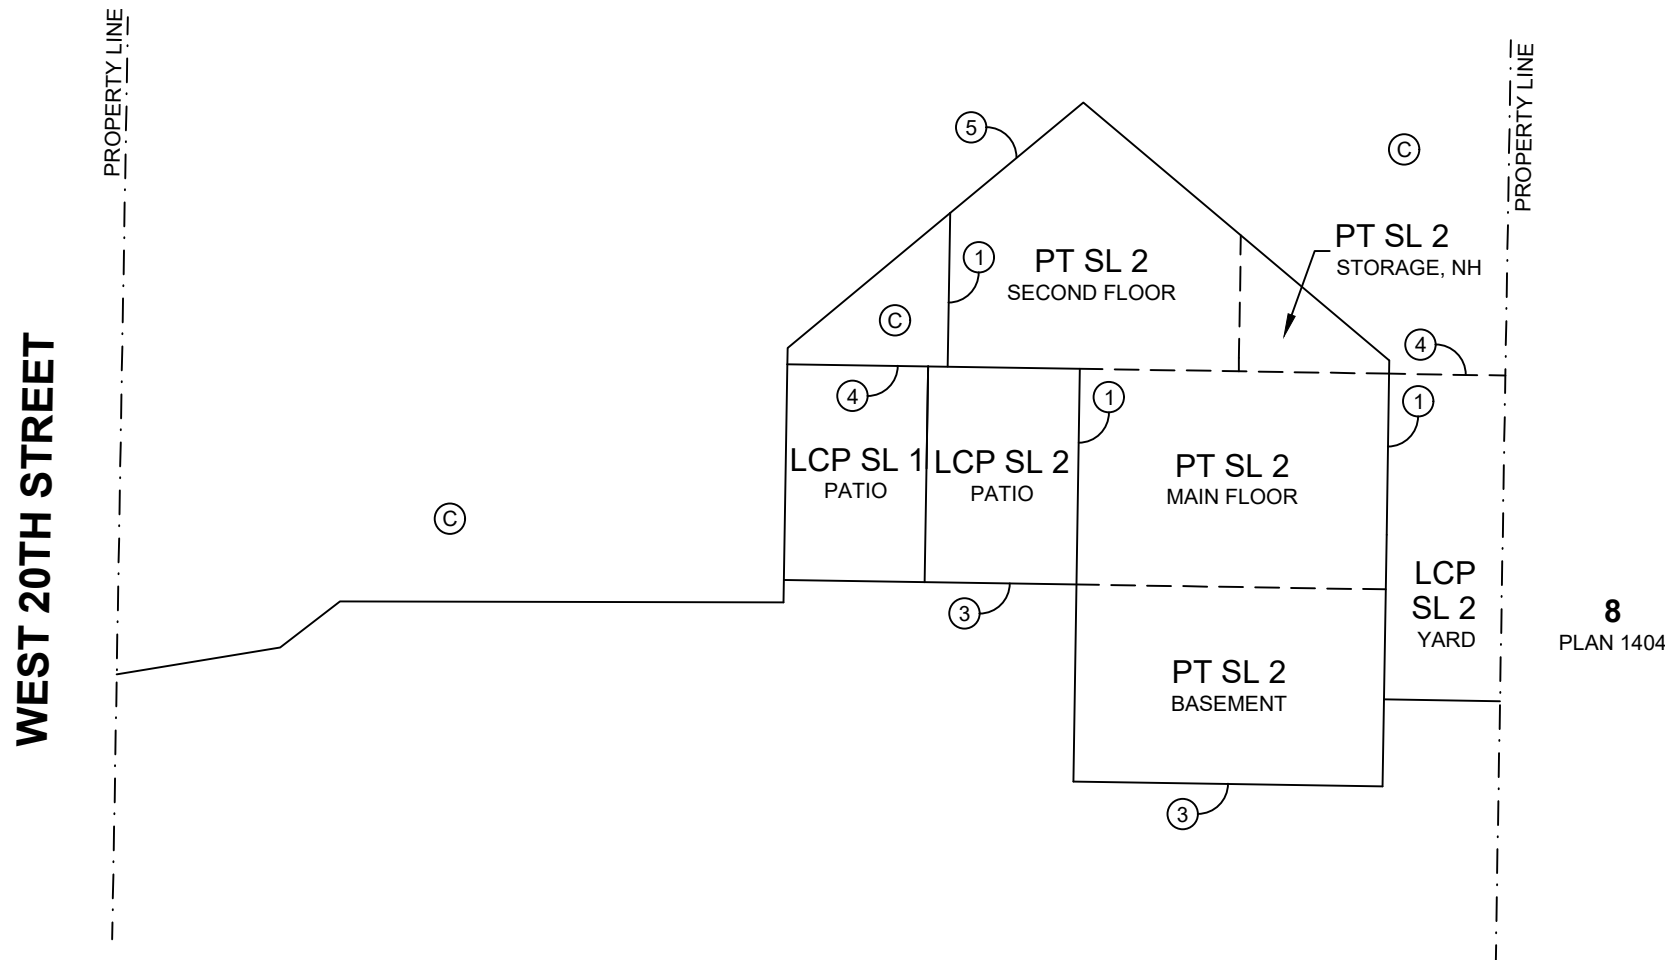 PROPERTY LINE
PROPERTY LINE
5
C
PT SL 2
STORAGE, NH
1
PT SL 2
SECOND FLOOR
C
4
4
1
1
WEST 20TH STREET
LCP SL 1
PATIO
LCP SL 2
PATIO
PT SL 2
MAIN FLOOR
C
LCP
SL 2
YARD
3
8
PLAN 1404
PT SL 2
BASEMENT
3